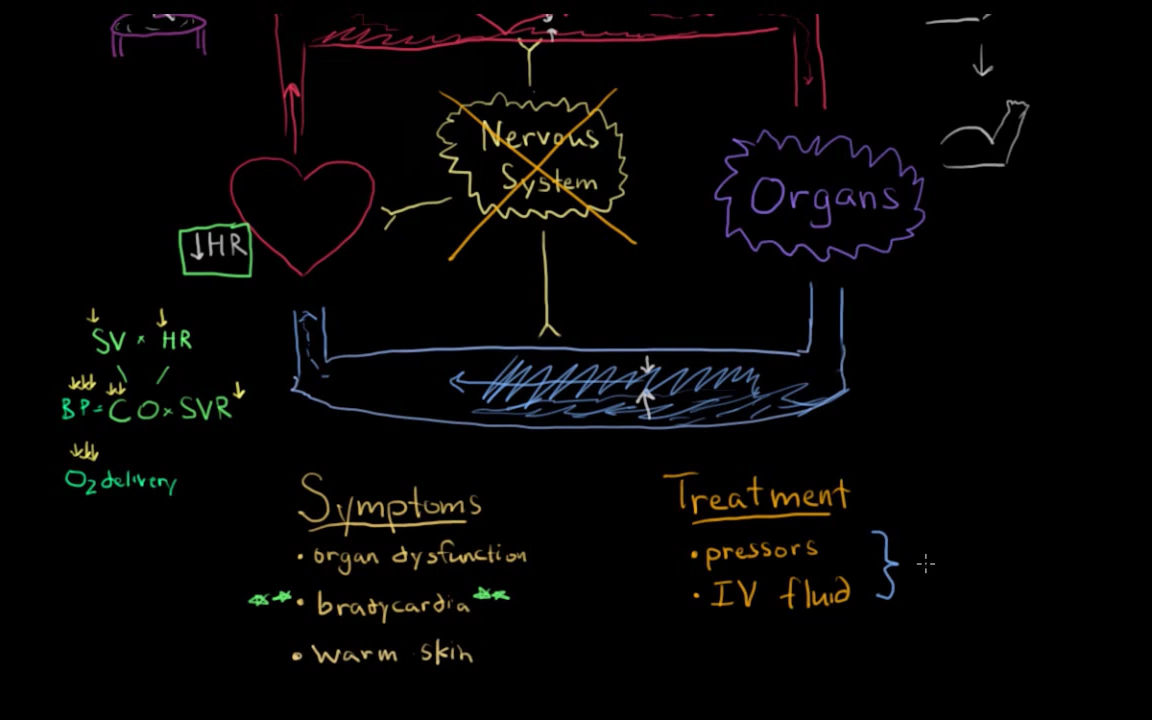 Nervous
System
Organs
↓HR
SV × HR
BP = CO × SVR
O2 delivery
Symptoms
• organ dysfunction
• bradycardia
• warm skin
Treatment
• pressors
• IV fluid